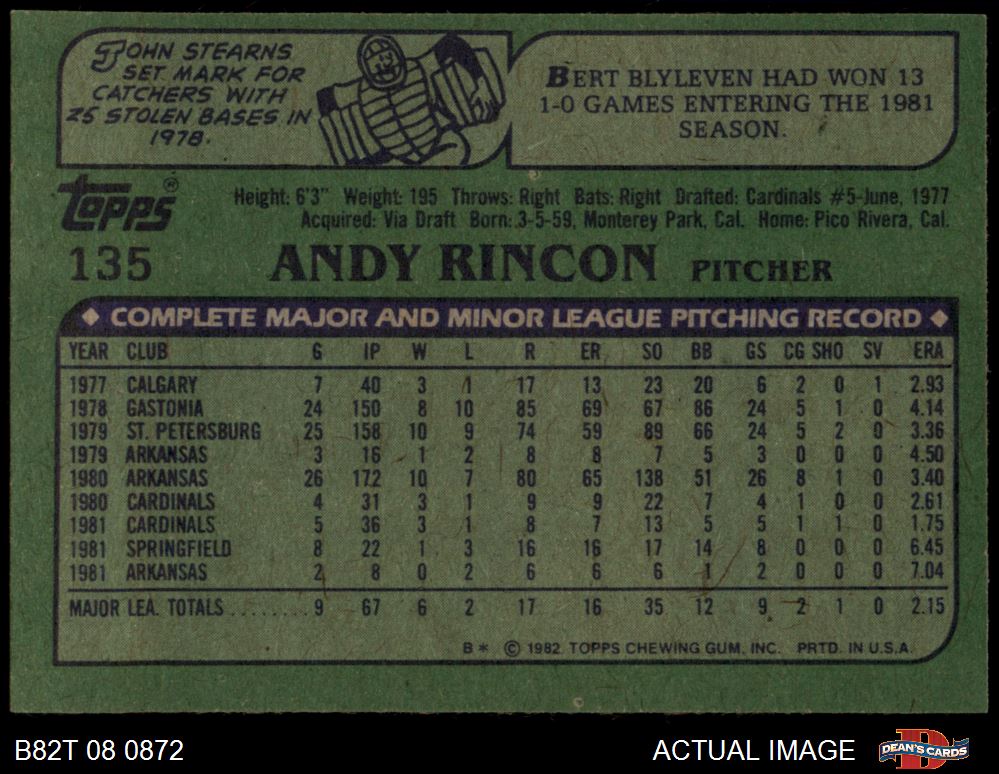 JOHN STEARNS
SET MARK FOR
CATCHERS WITH
25 STOLEN BASES IN
1978.
BERT BLYLEVEN HAD WON 13
1-0 GAMES ENTERING THE 1981
SEASON.
TOPPS®
Height: 6'3" Weight: 195 Throws: Right Bats: Right Drafted: Cardinals #5-June, 1977
Acquired: Via Draft Born: 3-5-59, Monterey Park, Cal. Home: Pico Rivera, Cal.
135 ANDY RINCON PITCHER
COMPLETE MAJOR AND MINOR LEAGUE PITCHING RECORD
YEAR CLUB G IP W L R ER SO BB GS CG SHO SV ERA
1977 CALGARY 7 40 3 1 17 13 23 20 6 2 0 1 2.93
1978 GASTONIA 24 150 8 10 85 69 67 86 24 5 1 0 4.14
1979 ST. PETERSBURG 25 158 10 9 74 59 89 66 24 5 2 0 3.36
1979 ARKANSAS 3 16 1 2 8 8 7 5 3 0 0 0 4.50
1980 ARKANSAS 26 172 10 7 80 65 138 51 26 8 1 0 3.40
1980 CARDINALS 4 31 3 1 9 9 22 7 4 1 0 0 2.61
1981 CARDINALS 5 36 3 1 8 7 13 5 5 1 1 0 1.75
1981 SPRINGFIELD 8 22 1 3 16 16 17 14 8 0 0 0 6.45
1981 ARKANSAS 2 8 0 2 6 6 6 1 2 0 0 0 7.04
MAJOR LEA. TOTALS ......... 9 67 6 2 17 16 35 12 9 2 1 0 2.15
B* © 1982 TOPPS CHEWING GUM, INC. PRTD. IN U.S.A.
B82T 08 0872 ACTUAL IMAGE DEAN'S CARDS